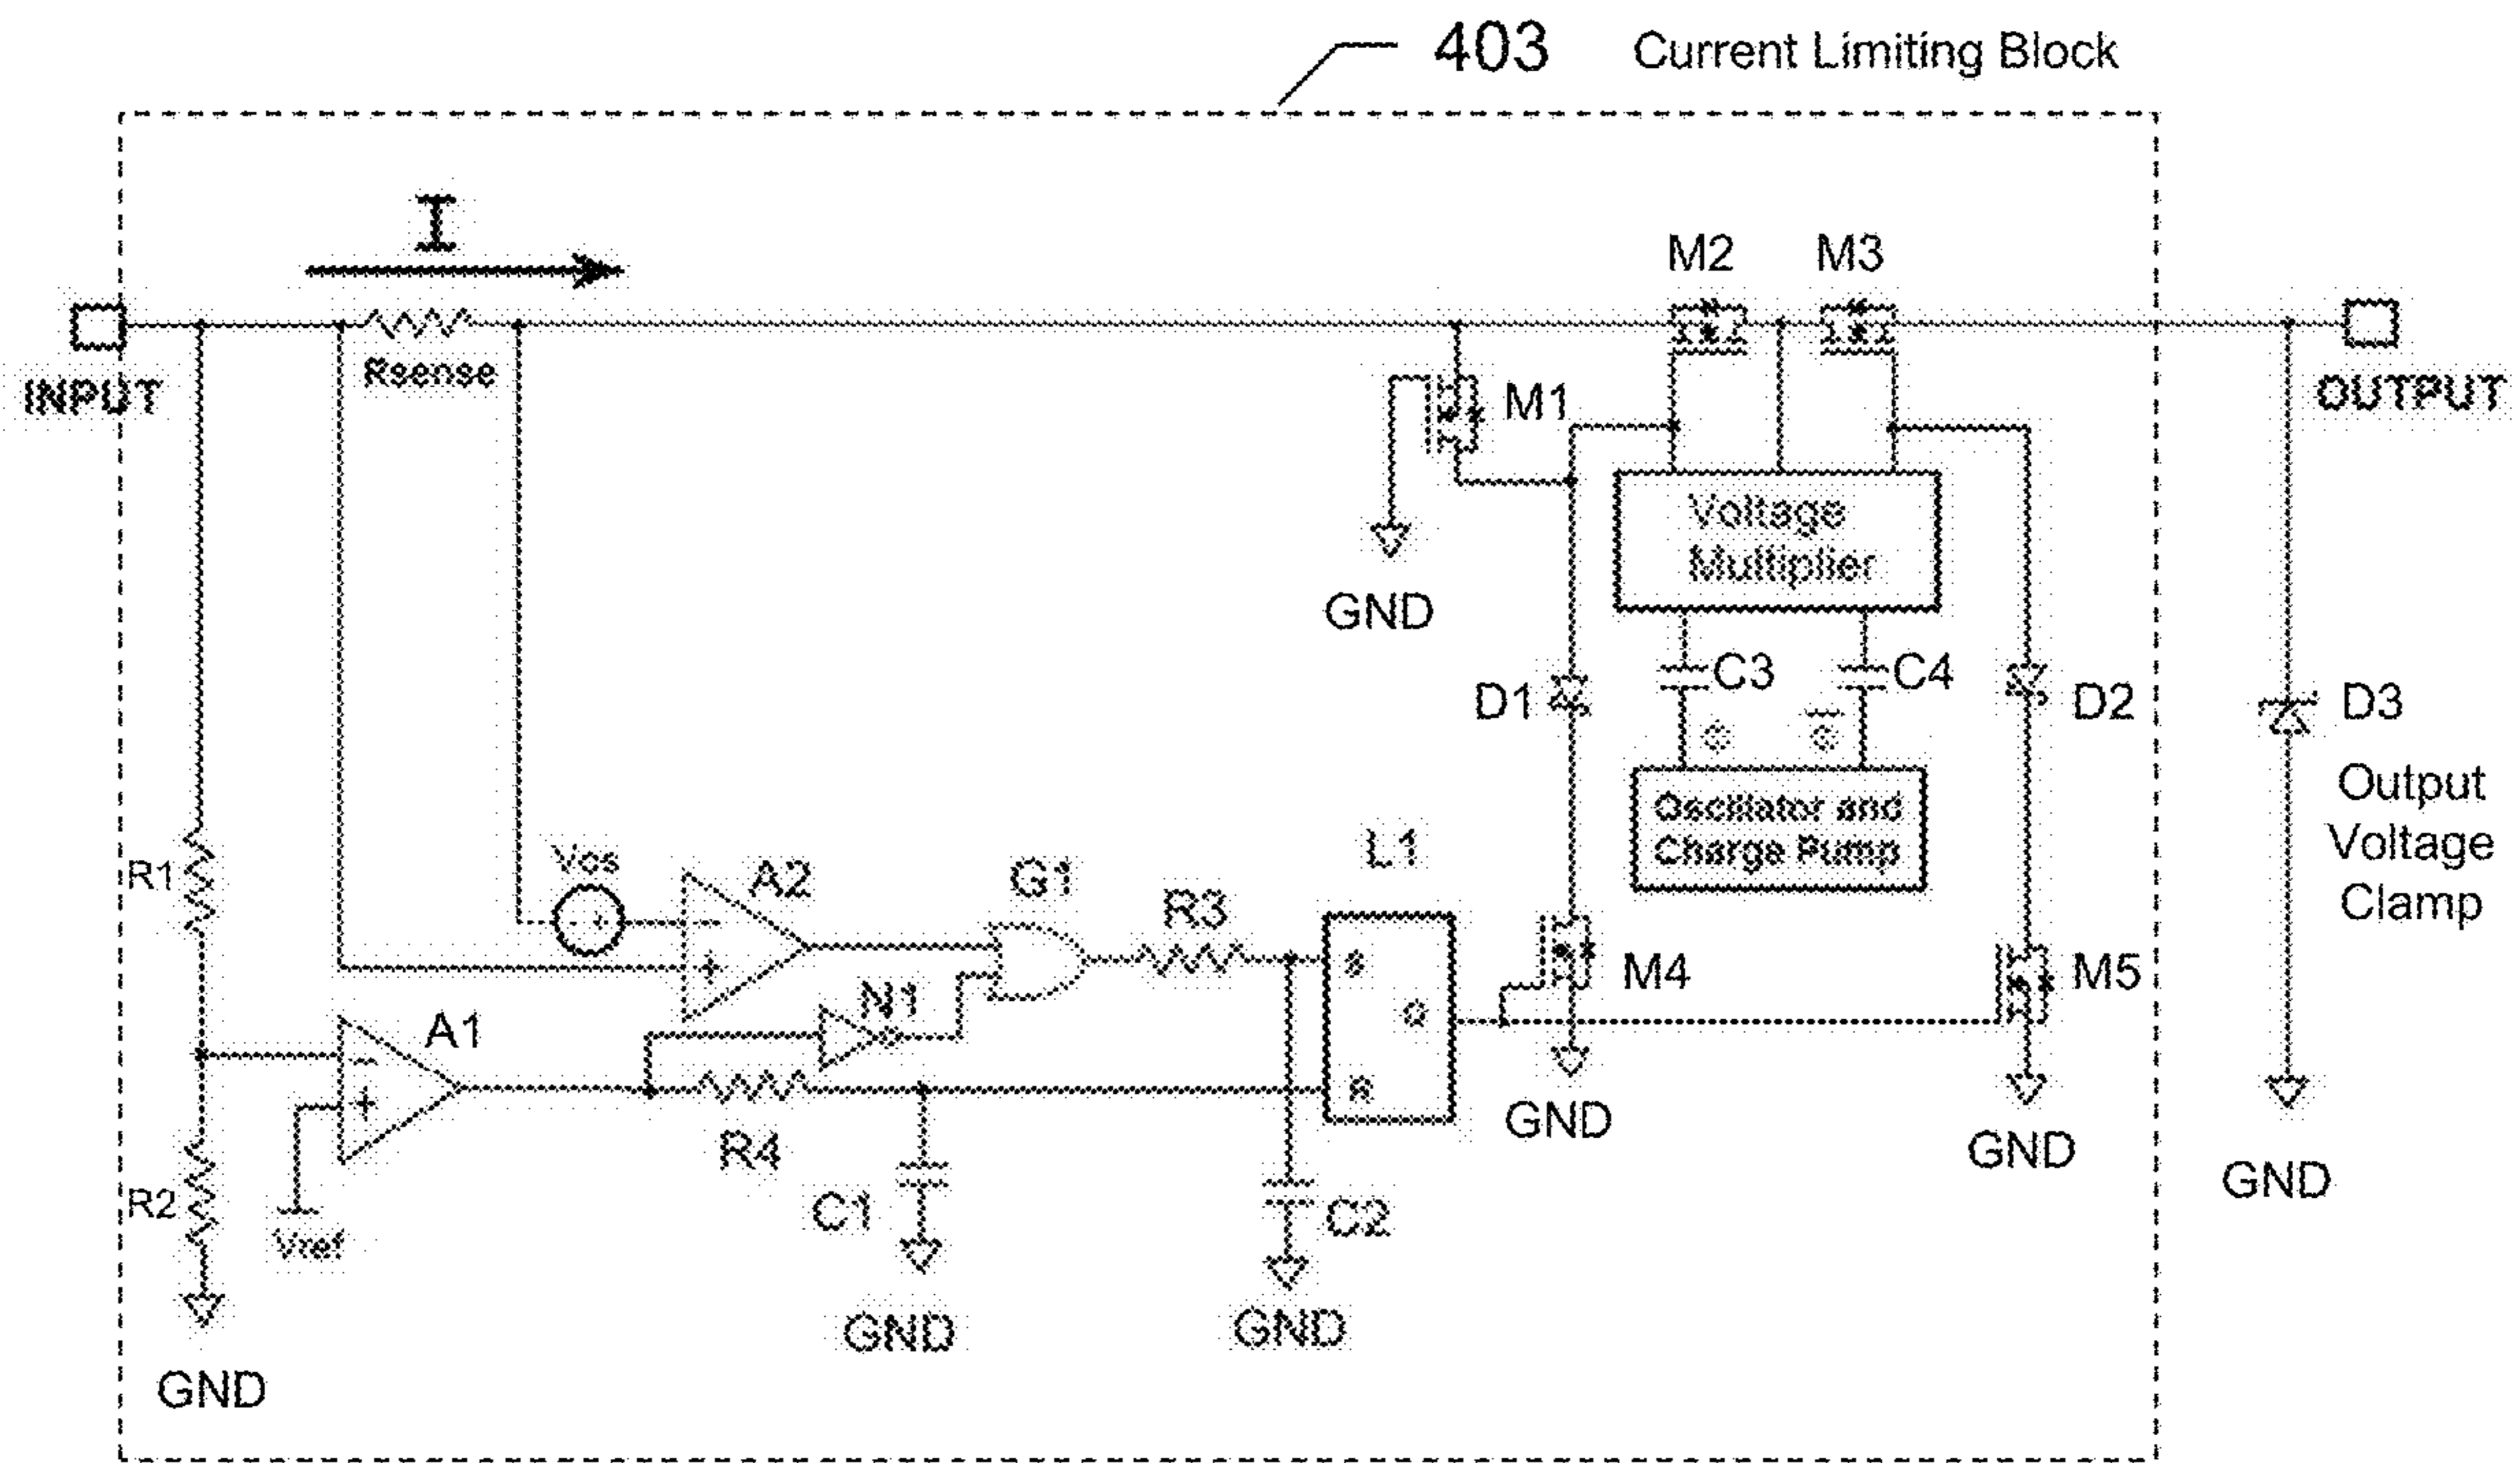 403 Current Limiting Block
I
M2
M3
INPUT
Rsense
M1
OUTPUT
Voltage
Multiplier
GND
C3
C4
D1
D2
D3
Output
Voltage
Clamp
Φ
Φ
Oscillator and
Charge Pump
R1
Vos
A2
G1
R3
L1
S
Q
R
M4
M5
N1
A1
R4
R2
Vref
C1
C2
GND
GND
GND
GND
GND
GND
- +
- +
- +